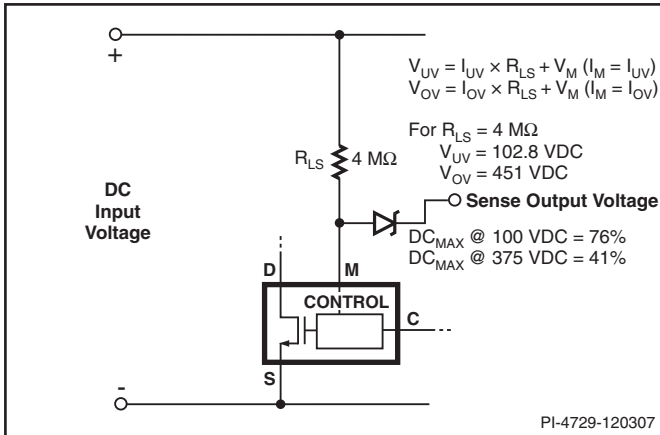 +
V_UV = I_UV × R_LS + V_M (I_M = I_UV)
V_OV = I_OV × R_LS + V_M (I_M = I_OV)
For R_LS = 4 MΩ
V_UV = 102.8 VDC
V_OV = 451 VDC
R_LS 4 MΩ
DC
Input
Voltage
Sense Output Voltage
DC_MAX @ 100 VDC = 76%
DC_MAX @ 375 VDC = 41%
D M
CONTROL
C
S
-
PI-4729-120307